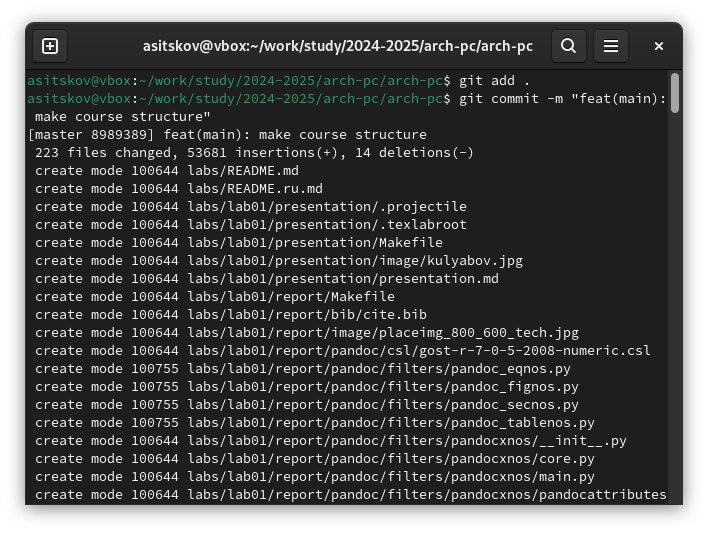 asitskov@vbox:~/work/study/2024-2025/arch-pc/arch-pc
asitskov@vbox:~/work/study/2024-2025/arch-pc/arch-pc$ git add .
asitskov@vbox:~/work/study/2024-2025/arch-pc/arch-pc$ git commit -m "feat(main):
 make course structure"
[master 8989389] feat(main): make course structure
 223 files changed, 53681 insertions(+), 14 deletions(-)
 create mode 100644 labs/README.md
 create mode 100644 labs/README.ru.md
 create mode 100644 labs/lab01/presentation/.projectile
 create mode 100644 labs/lab01/presentation/.texlabroot
 create mode 100644 labs/lab01/presentation/Makefile
 create mode 100644 labs/lab01/presentation/image/kulyabov.jpg
 create mode 100644 labs/lab01/presentation/presentation.md
 create mode 100644 labs/lab01/report/Makefile
 create mode 100644 labs/lab01/report/bib/cite.bib
 create mode 100644 labs/lab01/report/image/placeimg_800_600_tech.jpg
 create mode 100644 labs/lab01/report/pandoc/csl/gost-r-7-0-5-2008-numeric.csl
 create mode 100755 labs/lab01/report/pandoc/filters/pandoc_eqnos.py
 create mode 100755 labs/lab01/report/pandoc/filters/pandoc_fignos.py
 create mode 100755 labs/lab01/report/pandoc/filters/pandoc_secnos.py
 create mode 100755 labs/lab01/report/pandoc/filters/pandoc_tablenos.py
 create mode 100644 labs/lab01/report/pandoc/filters/pandocxnos/__init__.py
 create mode 100644 labs/lab01/report/pandoc/filters/pandocxnos/core.py
 create mode 100644 labs/lab01/report/pandoc/filters/pandocxnos/main.py
 create mode 100644 labs/lab01/report/pandoc/filters/pandocxnos/pandocattributes